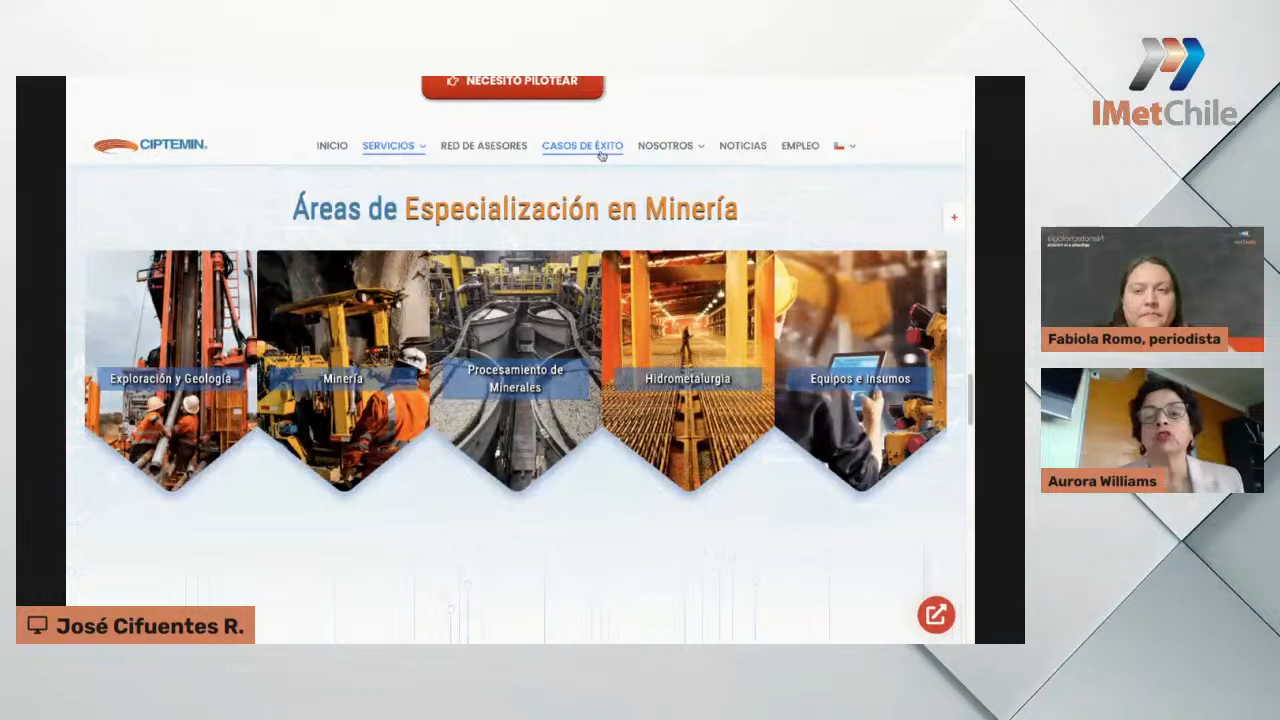 NECESITO PILOTEAR
IMetChile
CIPTEMIN
INICIO
SERVICIOS
RED DE ASESORES
CASOS DE ÉXITO
NOSOTROS
NOTICIAS
EMPLEO
Áreas de Especialización en Minería
Exploración y Geología
Minería
Procesamiento de
Minerales
Hidrometalurgia
Equipos e Insumos
Fabiola Romo, periodista
Aurora Williams
José Cifuentes R.